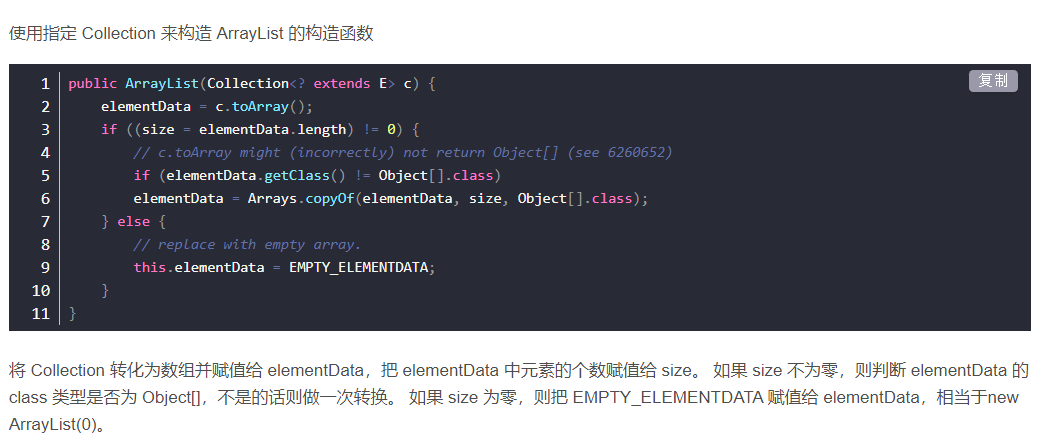 使用指定 Collection 来构造 ArrayList 的构造函数
复制
1 public ArrayList(Collection<? extends E> c) {
2     elementData = c.toArray();
3     if ((size = elementData.length) != 0) {
4         // c.toArray might (incorrectly) not return Object[] (see 6260652)
5         if (elementData.getClass() != Object[].class)
6         elementData = Arrays.copyOf(elementData, size, Object[].class);
7     } else {
8         // replace with empty array.
9         this.elementData = EMPTY_ELEMENTDATA;
10     }
11 }
将 Collection 转化为数组并赋值给 elementData，把 elementData 中元素的个数赋值给 size。 如果 size 不为零，则判断 elementData 的
class 类型是否为 Object[]，不是的话则做一次转换。 如果 size 为零，则把 EMPTY_ELEMENTDATA 赋值给 elementData，相当于new
ArrayList(0)。